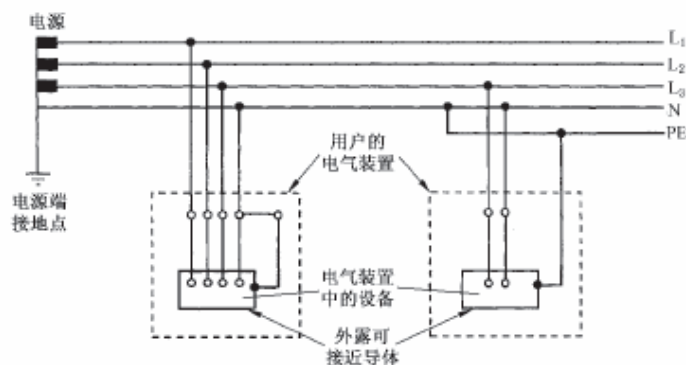 电源
L₁
L₂
L₃
N
PE
用户的
电气装置
电源端
接地点
电气装置
中的设备
外露可
接近导体